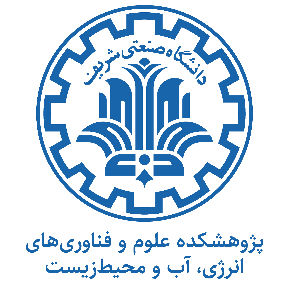 دانشگاه صنعتی شریف
پژوهشکده علوم و فناوری‌های
انرژی، آب و محیط‌زیست